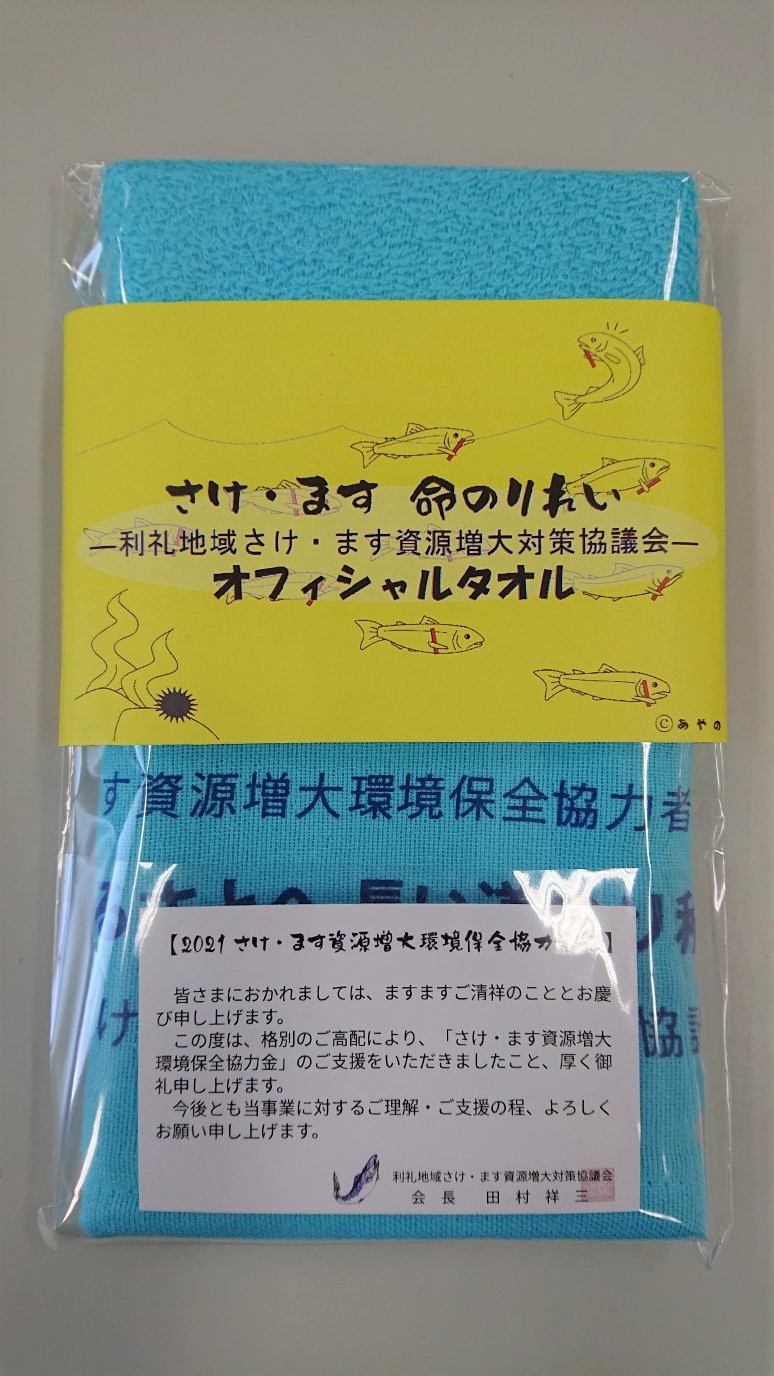 さけ・ます 命のりれい
―利礼地域さけ・ます資源増大対策協議会―
オフィシャルタオル
©あやの
す資源増大環境保全協力者
【2021 さけ・ます資源増大環境保全協力 】
皆さまにおかれましては、ますますご清祥のこととお慶
び申し上げます。
この度は、格別のご高配により、「さけ・ます資源増大
環境保全協力金」のご支援をいただきましたこと、厚く御
礼申し上げます。
今後とも当事業に対するご理解・ご支援の程、よろしく
お願い申し上げます。
利礼地域さけ・ます資源増大対策協議会
会 長 田 村 祥 三